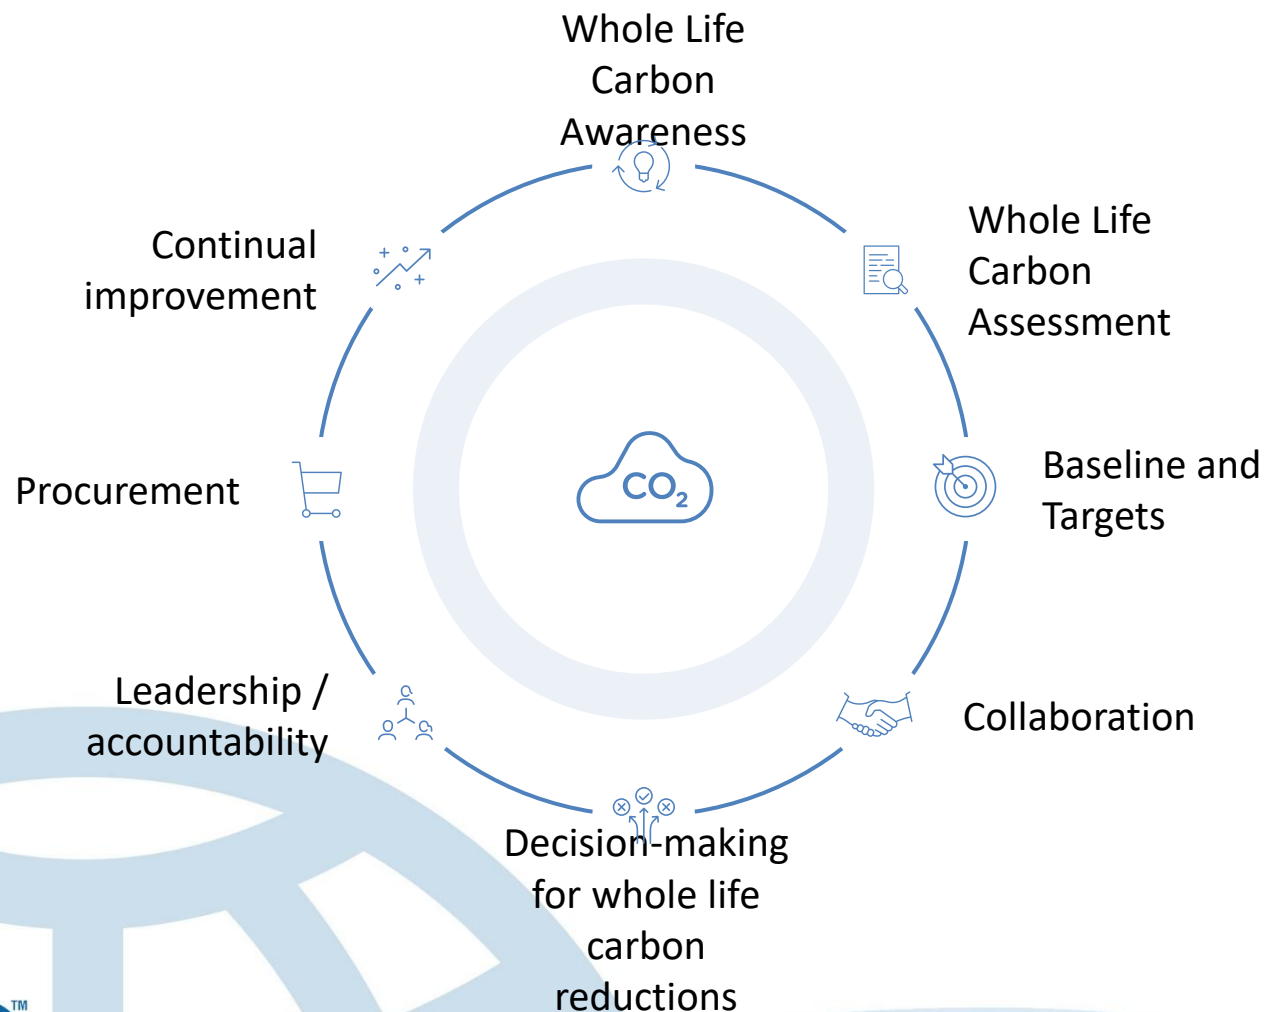 Whole Life
Carbon
Awareness
Whole Life
Carbon
Assessment
Baseline and
Targets
Collaboration
Decision-making
for whole life
carbon
reductions
Leadership /
accountability
Procurement
Continual
improvement
CO₂
TM